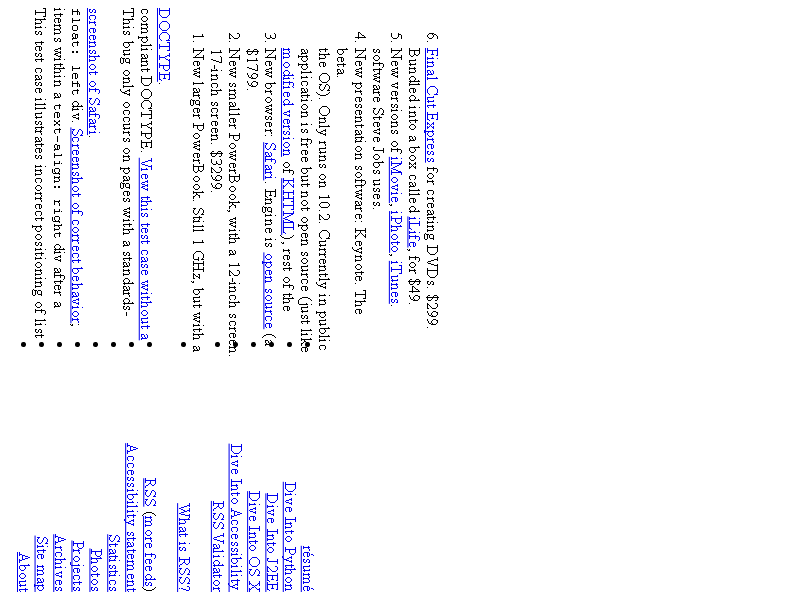 This test case illustrates incorrect positioning of list
items within a text-align: right div after a
float: left div. Screenshot of correct behavior;
screenshot of Safari.
This bug only occurs on pages with a standards-
compliant DOCTYPE. View this test case without a
DOCTYPE.
1. New larger PowerBook. Still 1 GHz, but with a
17-inch screen. $3299.
2. New smaller PowerBook, with a 12-inch screen.
$1799.
3. New browser: Safari. Engine is open source (a
modified version of KHTML), rest of the
application is free but not open source (just like
the OS). Only runs on 10.2. Currently in public
beta.
4. New presentation software: Keynote. The
software Steve Jobs uses.
5. New versions of iMovie, iPhoto, iTunes.
Bundled into a box called iLife, for $49.
6. Final Cut Express for creating DVDs. $299.
About
Site map
Archives
Projects
Photos
Statistics
Accessibility statement
RSS (more feeds)
What is RSS?
RSS Validator
Dive Into Accessibility
Dive Into OS X
Dive Into J2EE
Dive Into Python
résumé